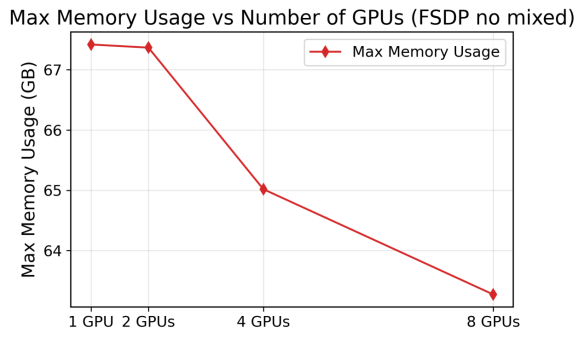 Max Memory Usage vs Number of GPUs (FSDP no mixed)
Max Memory Usage
Max Memory Usage (GB)
67
66
65
64
1 GPU 2 GPUs 4 GPUs 8 GPUs